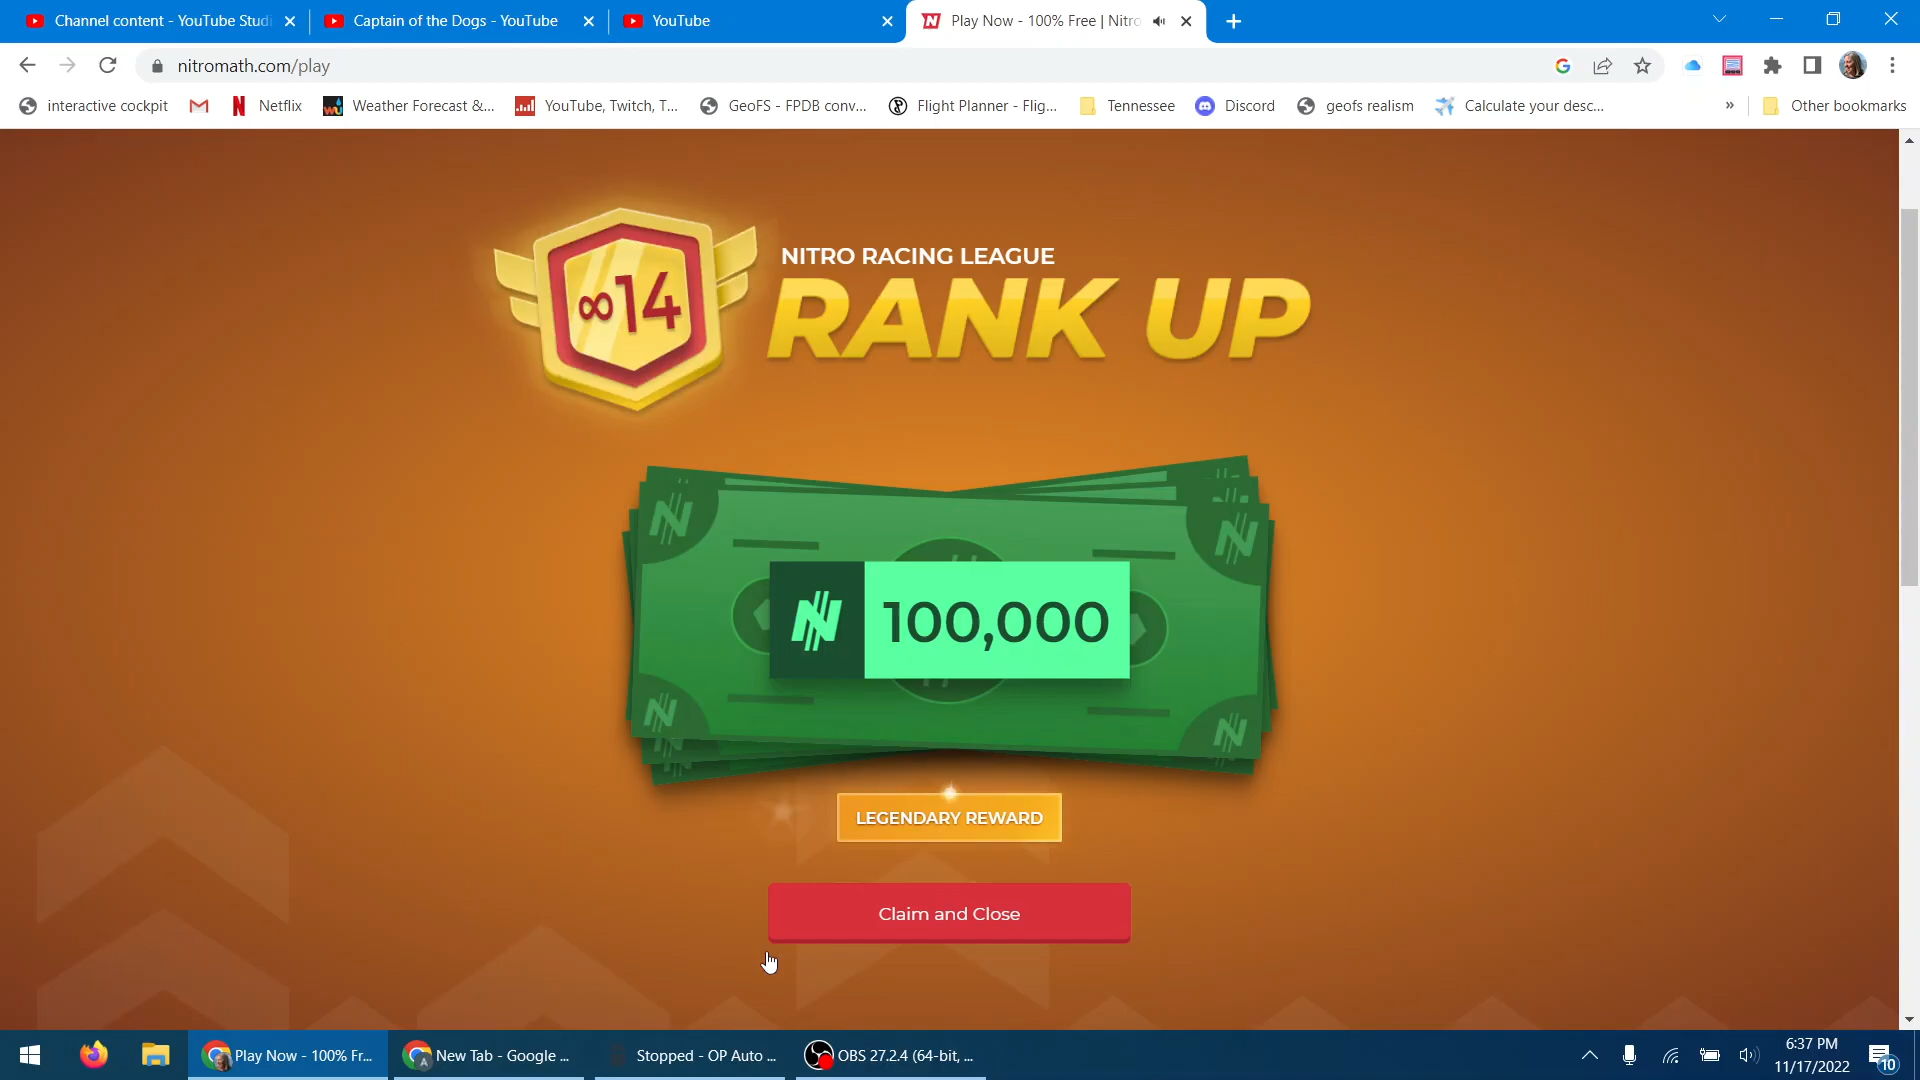 Channel content - YouTube Studi
Captain of the Dogs - YouTube
YouTube
Play Now - 100% Free | Nitro
nitromath.com/play
interactive cockpit
Netflix
Weather Forecast &...
YouTube, Twitch, T...
GeoFS - FPDB conv...
Flight Planner - Flig...
Tennessee
Discord
geofs realism
Calculate your desc...
»
Other bookmarks
∞14
NITRO RACING LEAGUE
RANK UP
100,000
LEGENDARY REWARD
Claim and Close
Play Now - 100% Fr...
New Tab - Google ...
Stopped - OP Auto ...
OBS 27.2.4 (64-bit, ...
6:37 PM
11/17/2022
10